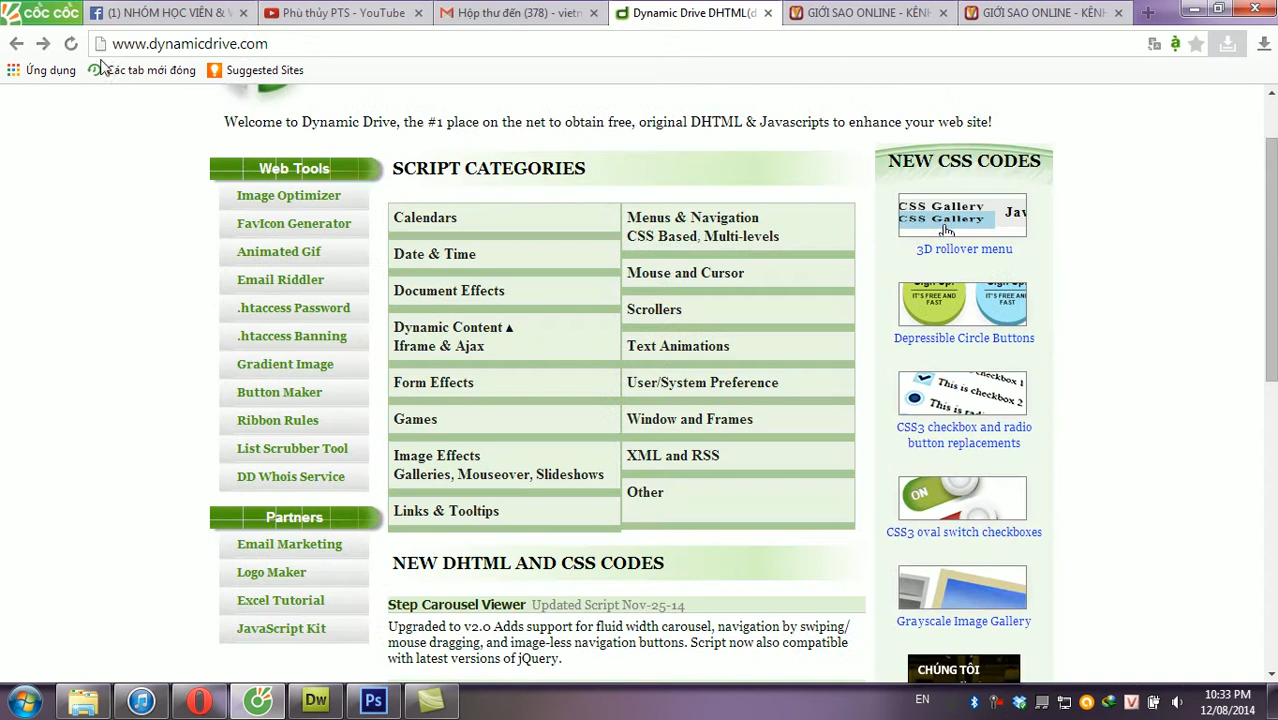 CỐC CỐC
(1) NHÓM HỌC VIÊN &
Phù thủy PTS - YouTube
Hộp thư đến (378) - vietn
Dynamic Drive
GIỚI SAO ONLINE - KÊNH
GIỚI SAO ONLINE - KÊNH
www.dynamicdrive.com
Ứng dụng
Các tab mới đóng
Suggested Sites
Welcome to Dynamic Drive, the #1 place on the net to obtain free, original DHTML & Javascripts to enhance your web site!
Web Tools
Image Optimizer
FavIcon Generator
Animated Gif
Email Riddler
.htaccess Password
.htaccess Banning
Gradient Image
Button Maker
Ribbon Rules
List Scrubber Tool
DD Whois Service
Partners
Email Marketing
Logo Maker
Excel Tutorial
JavaScript Kit
SCRIPT CATEGORIES
Calendars
Date & Time
Document Effects
Dynamic Content ▲
Iframe & Ajax
Form Effects
Games
Image Effects
Galleries, Mouseover, Slideshows
Links & Tooltips
Menus & Navigation
CSS Based, Multi-levels
Mouse and Cursor
Scrollers
Text Animations
User/System Preference
Window and Frames
XML and RSS
Other
NEW DHTML AND CSS CODES
Step Carousel Viewer Updated Script Nov-25-14
Upgraded to v2.0 Adds support for fluid width carousel, navigation by swiping/
mouse dragging, and image-less navigation buttons. Script now also compatible
with latest versions of jQuery.
NEW CSS CODES
CSS Gallery Jav
CSS Gallery
3D rollover menu
Sign Up! Sign Up!
IT'S FREE AND IT'S FREE AND
FAST FAST
Depressible Circle Buttons
checkbox 1
This is checkbox 2
This is
CSS3 checkbox and radio
button replacements
ON
CSS3 oval switch checkboxes
Grayscale Image Gallery
CHÚNG TÔI
Dw
Ps
EN
V
10:33 PM
12/08/2014